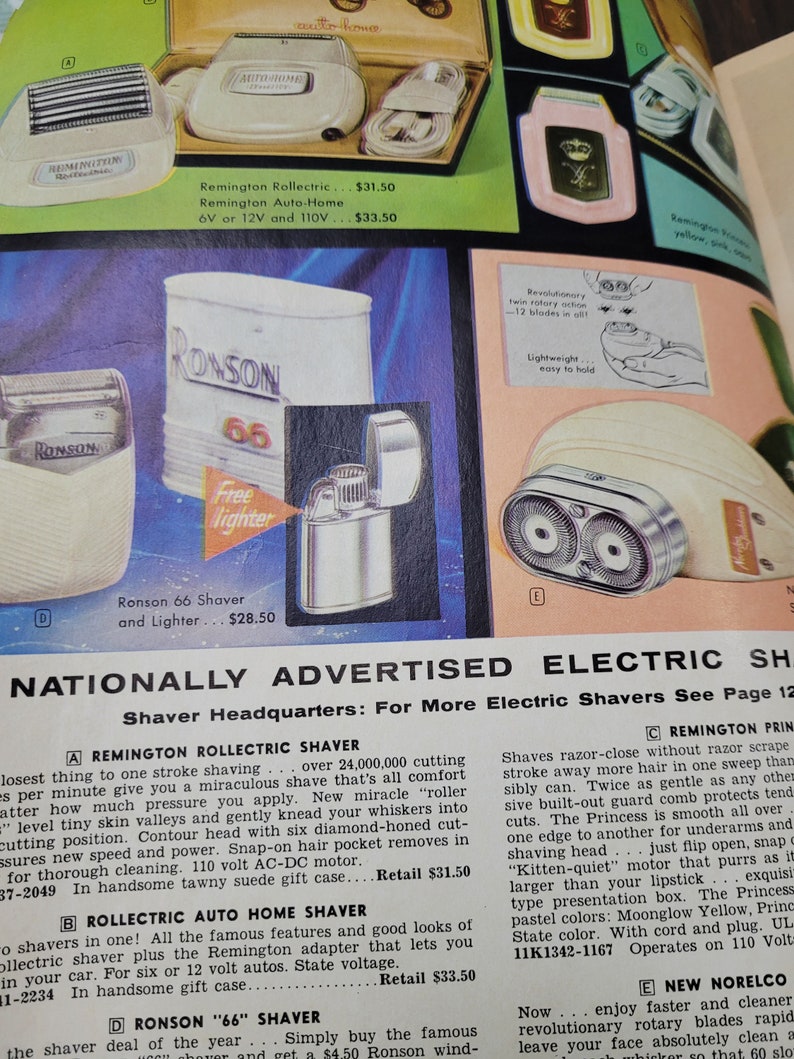 auto-home
A
C
AUTO-HOME
REMINGTON
Rollectric
Remington Rollectric . . . $31.50
Remington Auto-Home
6V or 12V and 110V . . . $33.50
Remington Princess
yellow, pink,
RONSON
66
RONSON
Free
lighter
D
Ronson 66 Shaver
and Lighter . . . $28.50
Revolutionary
twin rotary action
—12 blades in all!
Lightweight . . .
easy to hold
E
NATIONALLY ADVERTISED ELECTRIC SHA
Shaver Headquarters: For More Electric Shavers See Page 12
A REMINGTON ROLLECTRIC SHAVER
losest thing to one stroke shaving . . . over 24,000,000 cutting
es per minute give you a miraculous shave that's all comfort
atter how much pressure you apply. New miracle "roller
s" level tiny skin valleys and gently knead your whiskers into
cutting position. Contour head with six diamond-honed cut-
ssures new speed and power. Snap-on hair pocket removes in
for thorough cleaning. 110 volt AC-DC motor.
37-2049 In handsome tawny suede gift case....Retail $31.50
B ROLLECTRIC AUTO HOME SHAVER
o shavers in one! All the famous features and good looks of
ollectric shaver plus the Remington adapter that lets you
in your car. For six or 12 volt autos. State voltage.
41-2234 In handsome gift case.................Retail $33.50
D RONSON "66" SHAVER
the shaver deal of the year . . . Simply buy the famous
"66" shaver and get a $4.50 Ronson wind-
C REMINGTON PRIN
Shaves razor-close without razor scrape
stroke away more hair in one sweep than
sibly can. Twice as gentle as any other
sive built-out guard comb protects tend
cuts. The Princess is smooth all over .
one edge to another for underarms and
shaving head . . . just flip open, snap c
"Kitten-quiet" motor that purrs as it
larger than your lipstick . . . exquisit
type presentation box. The Princess
pastel colors: Moonglow Yellow, Princ
State color. With cord and plug. UL
11K1342-1167 Operates on 110 Volt
E NEW NORELCO
Now . . . enjoy faster and cleaner
revolutionary rotary blades rapid
leave your face absolutely clean a
whisker so that 60 slo